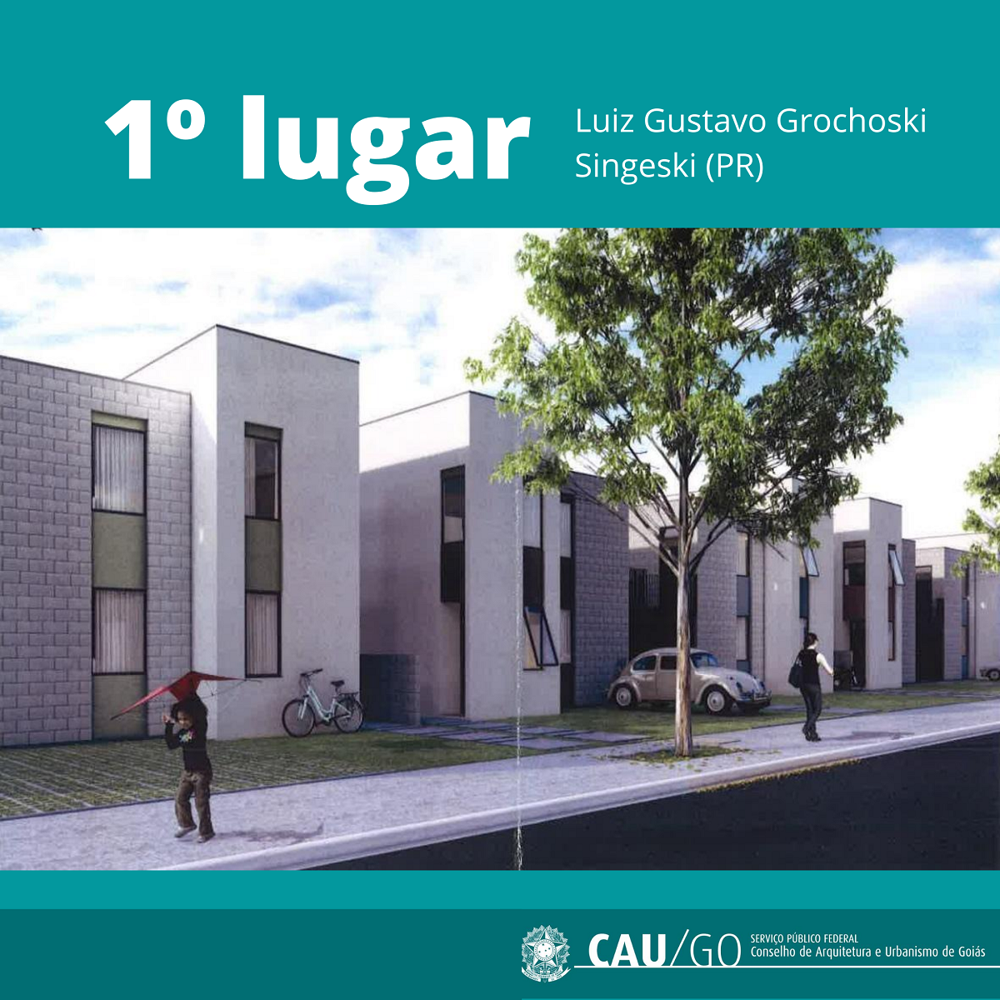 1º lugar
Luiz Gustavo Grochoski
Singeski (PR)
CAU/GO
SERVIÇO PÚBLICO FEDERAL
Conselho de Arquitetura e Urbanismo de Goiás